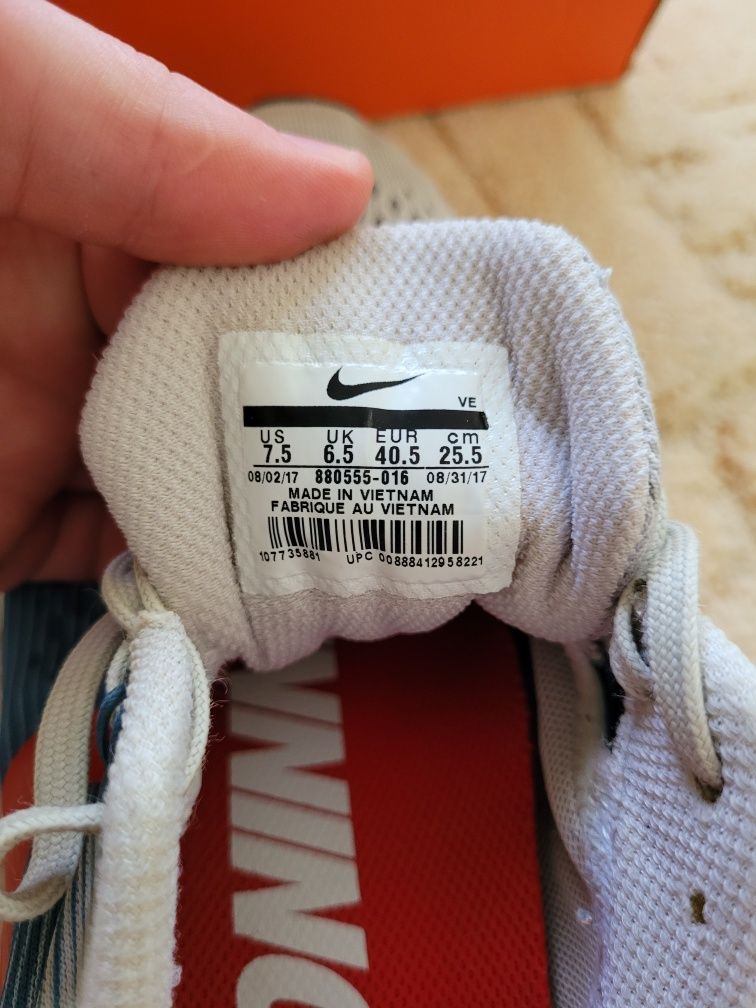 VE
US UK EUR cm
7.5 6.5 40.5 25.5
08/02/17 880555-016 08/31/17
MADE IN VIETNAM
FABRIQUE AU VIETNAM
107735881 UPC 00888412958221